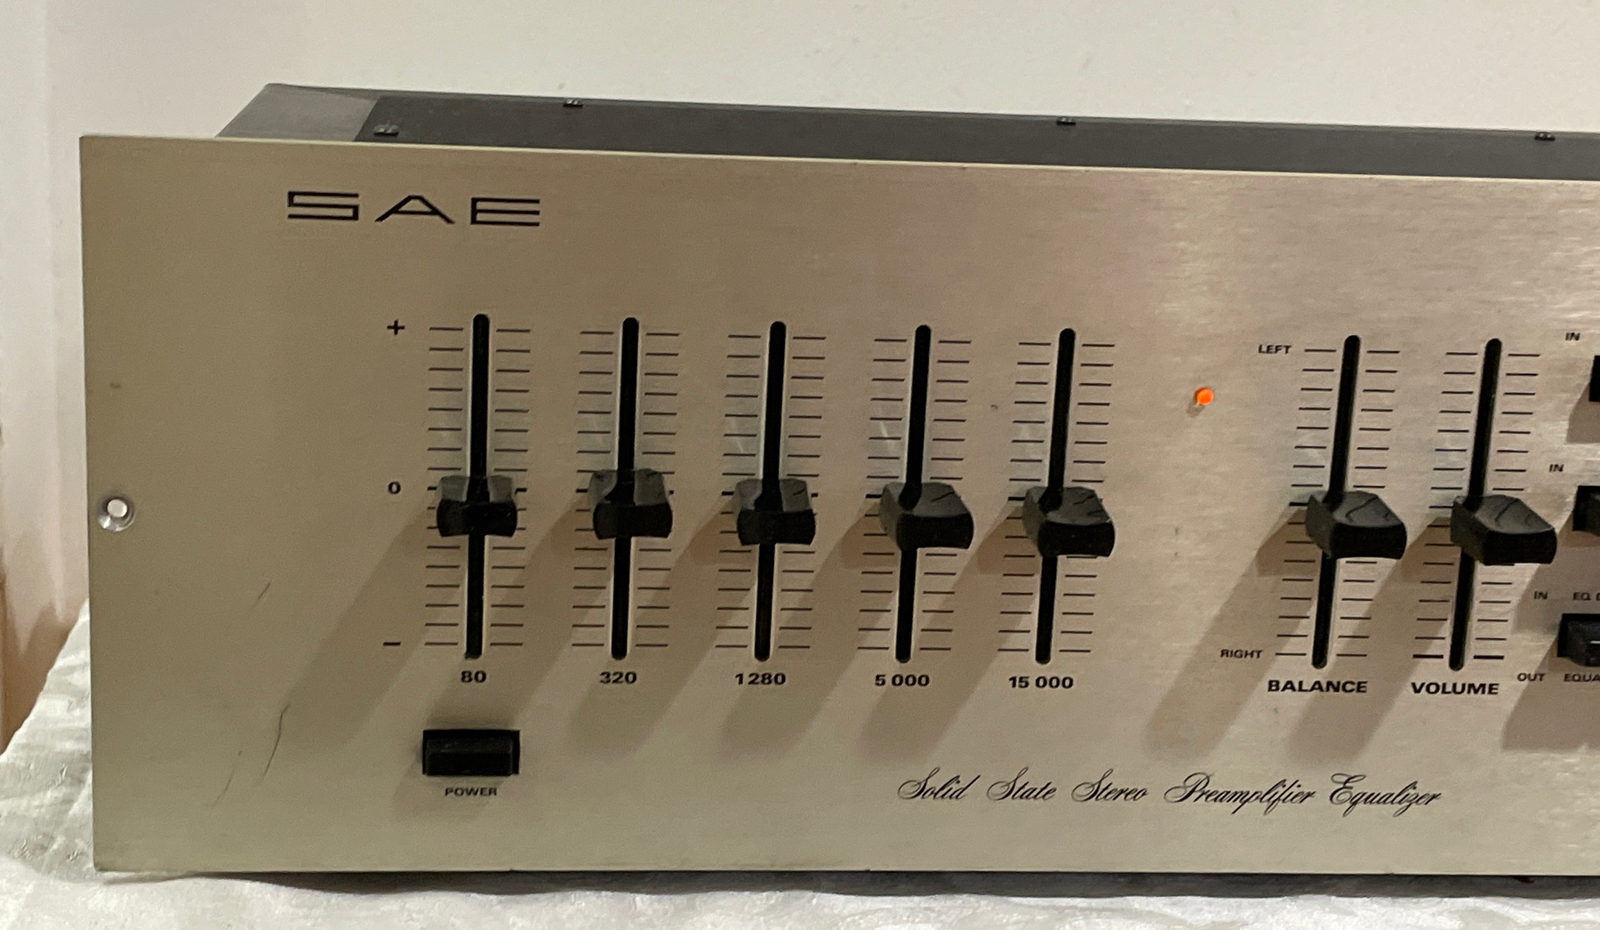 SAE
+
0
−
80 320 1280 5 000 15 000
POWER
LEFT
RIGHT
BALANCE VOLUME
IN
IN
IN EQ
OUT
Solid State Stereo Preamplifier Equalizer